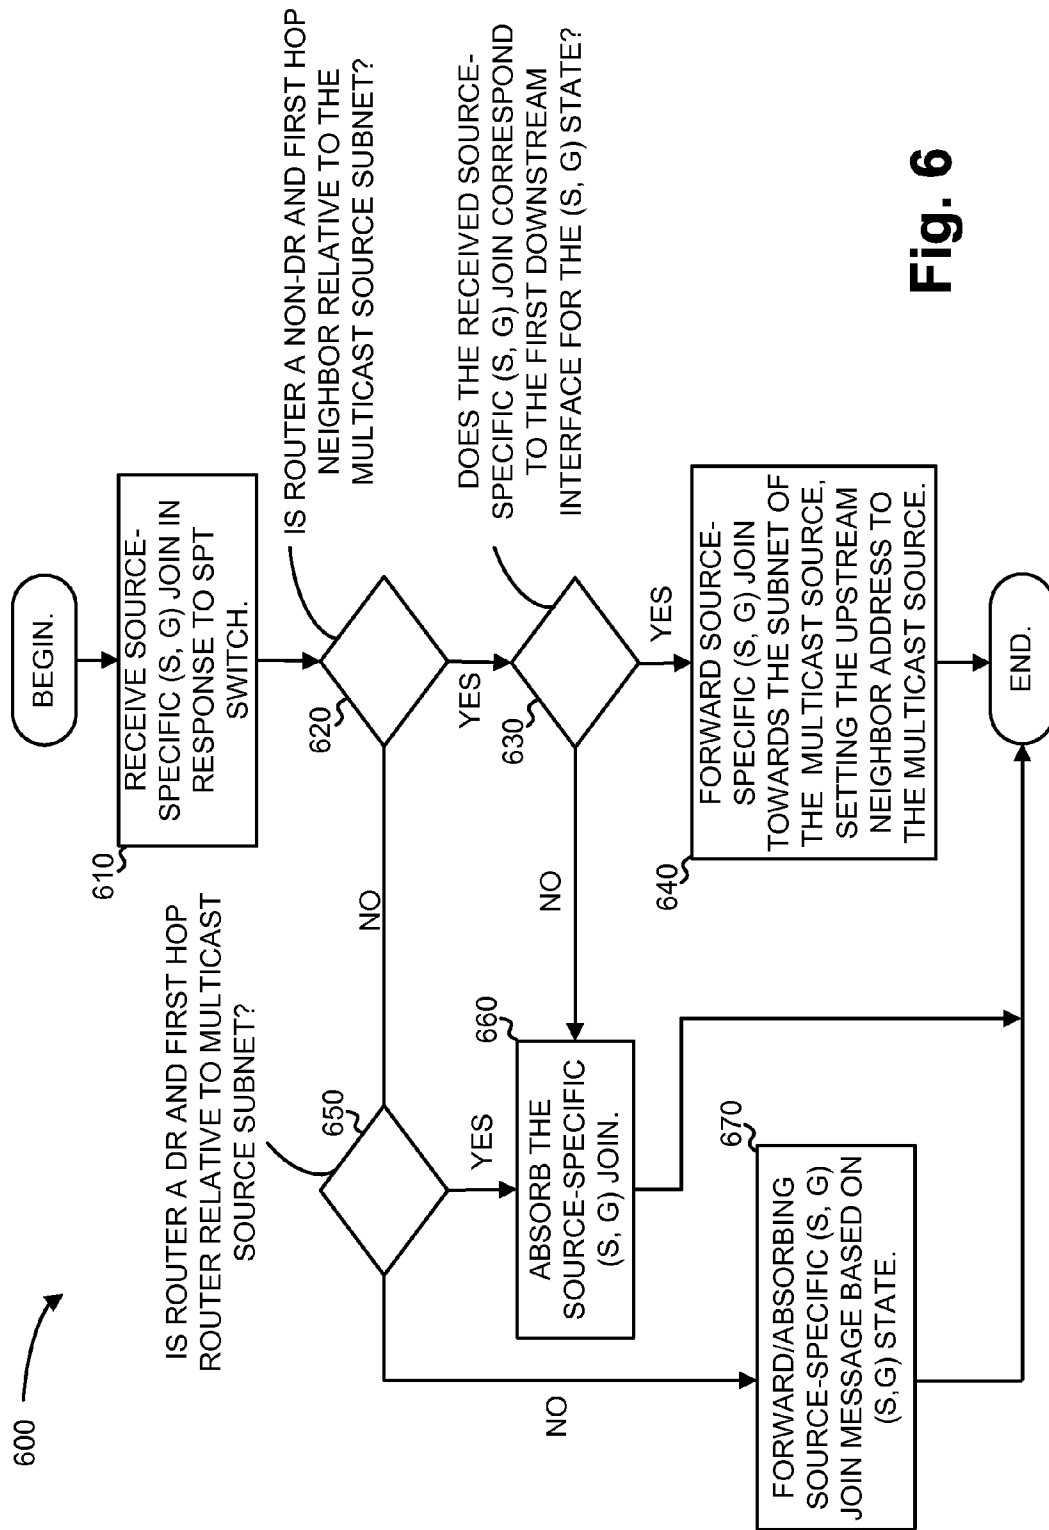 600
BEGIN.
610
RECEIVE SOURCE-
SPECIFIC (S, G) JOIN IN
RESPONSE TO SPT
SWITCH.
620
IS ROUTER A NON-DR AND FIRST HOP
NEIGHBOR RELATIVE TO THE
MULTICAST SOURCE SUBNET?
YES
NO
630
DOES THE RECEIVED SOURCE-
SPECIFIC (S, G) JOIN CORRESPOND
TO THE FIRST DOWNSTREAM
INTERFACE FOR THE (S, G) STATE?
YES
NO
640
FORWARD SOURCE-
SPECIFIC (S, G) JOIN
TOWARDS THE SUBNET OF
THE MULTICAST SOURCE,
SETTING THE UPSTREAM
NEIGHBOR ADDRESS TO
THE MULTICAST SOURCE.
IS ROUTER A DR AND FIRST HOP
ROUTER RELATIVE TO MULTICAST
SOURCE SUBNET?
650
YES
NO
660
ABSORB THE
SOURCE-SPECIFIC
(S, G) JOIN.
670
FORWARD/ABSORBING
SOURCE-SPECIFIC (S, G)
JOIN MESSAGE BASED ON
(S,G) STATE.
END.
Fig. 6